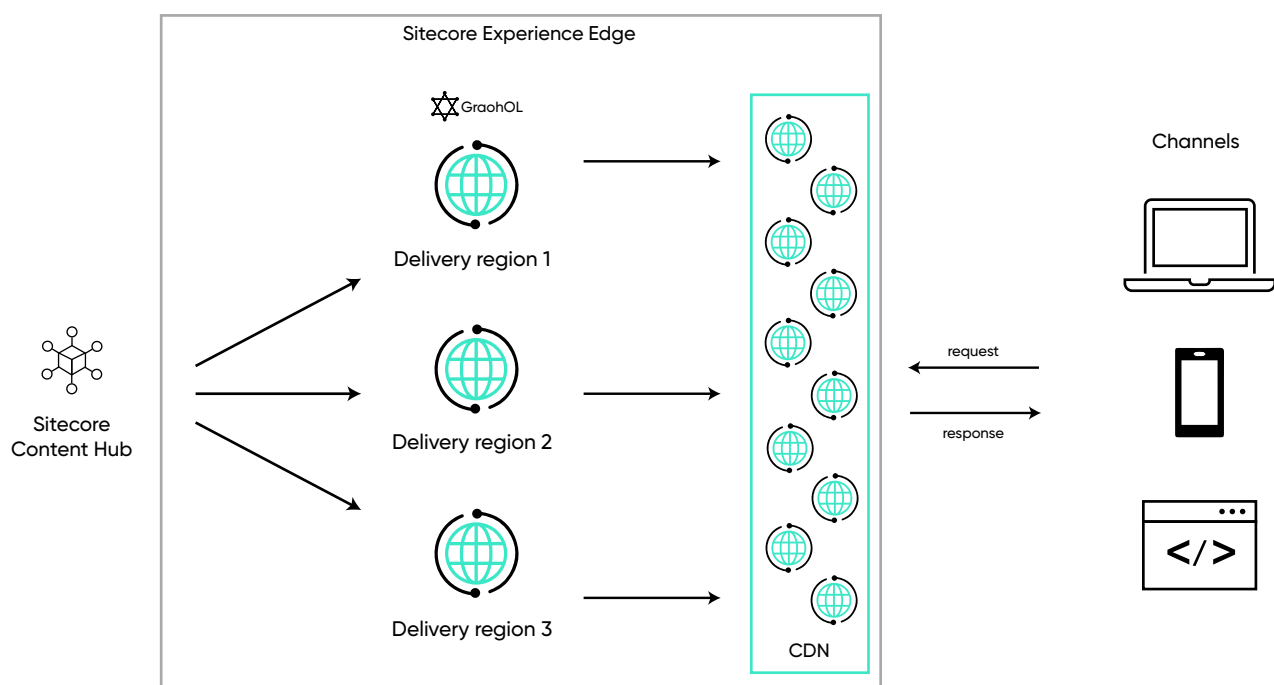 Sitecore Experience Edge
GraohOL
Delivery region 1
Delivery region 2
Delivery region 3
Sitecore
Content Hub
CDN
request
response
Channels
</>